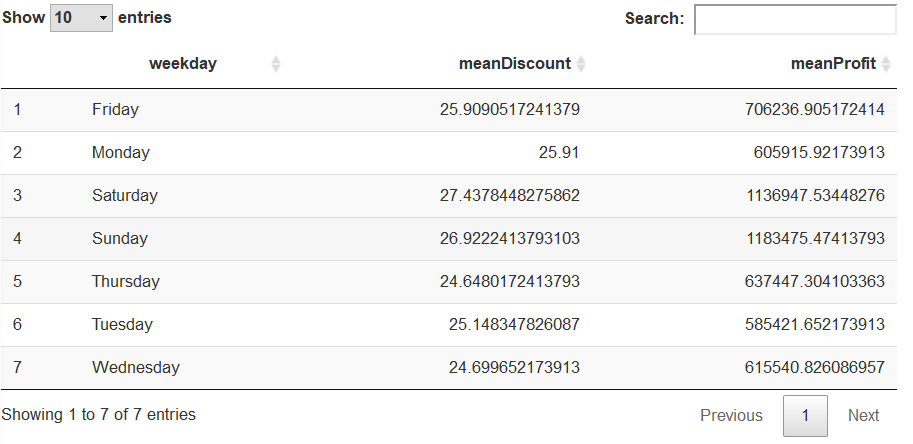 Show 10 entries Search:
weekday meanDiscount meanProfit
1 Friday 25.9090517241379 706236.905172414
2 Monday 25.91 605915.92173913
3 Saturday 27.4378448275862 1136947.53448276
4 Sunday 26.9222413793103 1183475.47413793
5 Thursday 24.6480172413793 637447.304103363
6 Tuesday 25.148347826087 585421.652173913
7 Wednesday 24.699652173913 615540.826086957
Showing 1 to 7 of 7 entries Previous 1 Next